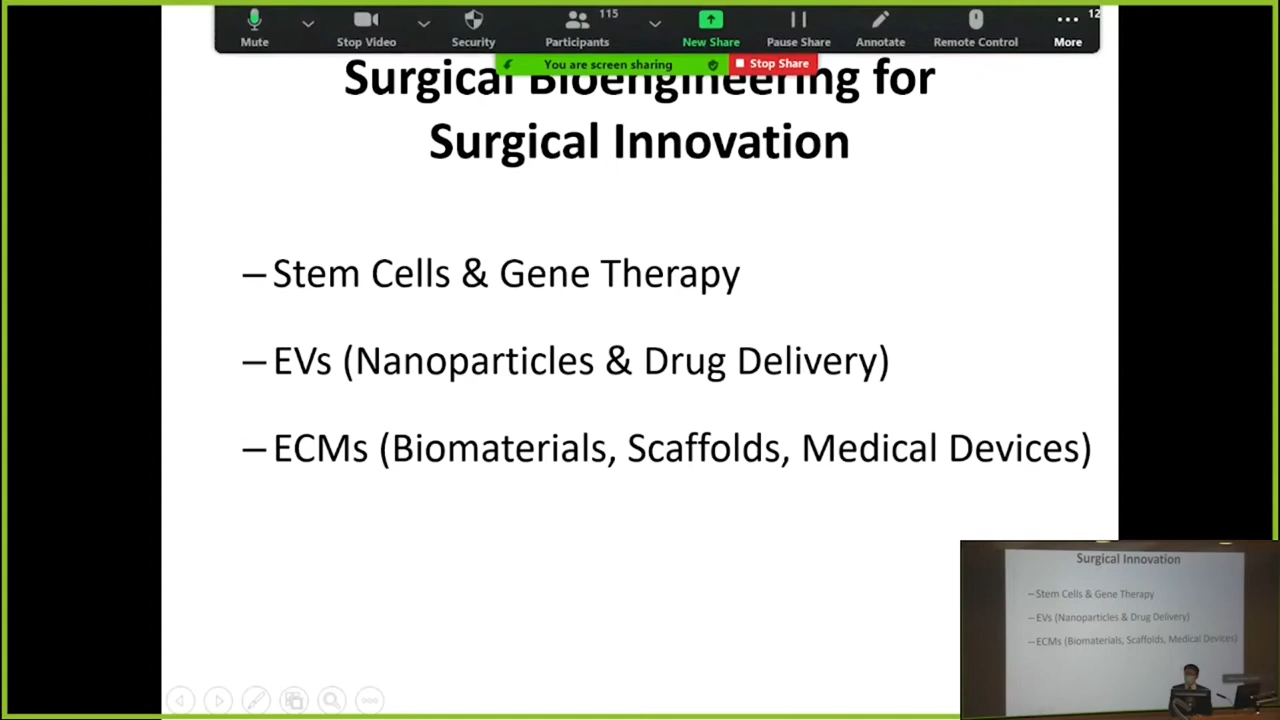 115
12
Mute
Stop Video
Security
Participants
New Share
Pause Share
Annotate
Remote Control
More
You are screen sharing
Stop Share
Surgical Bioengineering for
Surgical Innovation
– Stem Cells & Gene Therapy
– EVs (Nanoparticles & Drug Delivery)
– ECMs (Biomaterials, Scaffolds, Medical Devices)
Surgical Innovation
– Stem Cells & Gene Therapy
– EVs (Nanoparticles & Drug Delivery)
– ECMs (Biomaterials, Scaffolds, Medical Devices)